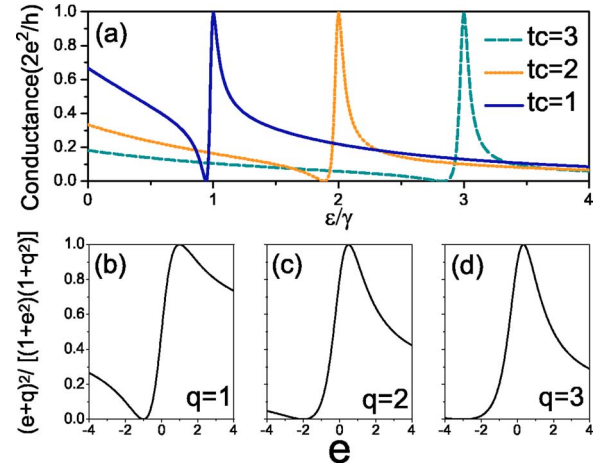 (a)
tc=3
tc=2
tc=1
Conductance(2e²/h)
1.0
0.8
0.6
0.4
0.2
0.0
0 1 2 3 4
ε/γ
(b) (c) (d)
(e+q)²/ [(1+e²)(1+q²)]
1.0
0.8
0.6
0.4
0.2
0.0
q=1 q=2 q=3
-4 -2 0 2 4 -4 -2 0 2 4 -4 -2 0 2 4
e